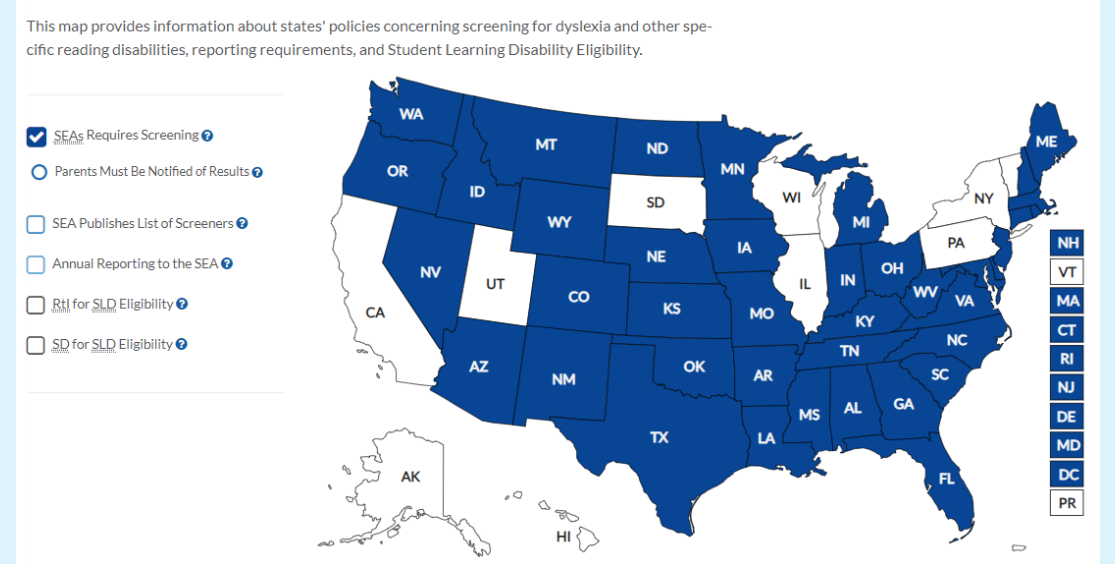 This map provides information about states' policies concerning screening for dyslexia and other spe-
cific reading disabilities, reporting requirements, and Student Learning Disability Eligibility.
SEAs Requires Screening ?
Parents Must Be Notified of Results ?
SEA Publishes List of Screeners ?
Annual Reporting to the SEA ?
RtI for SLD Eligibility ?
SD for SLD Eligibility ?
WA
MT
ND
MN
ME
OR
ID
SD
WI
NY
WY
MI
PA
NH
NV
UT
NE
IA
IL
IN
OH
WV
VA
VT
CA
CO
KS
MO
KY
MA
AZ
NM
OK
AR
TN
NC
SC
CT
RI
NJ
TX
LA
MS
AL
GA
FL
DE
MD
DC
PR
AK
HI